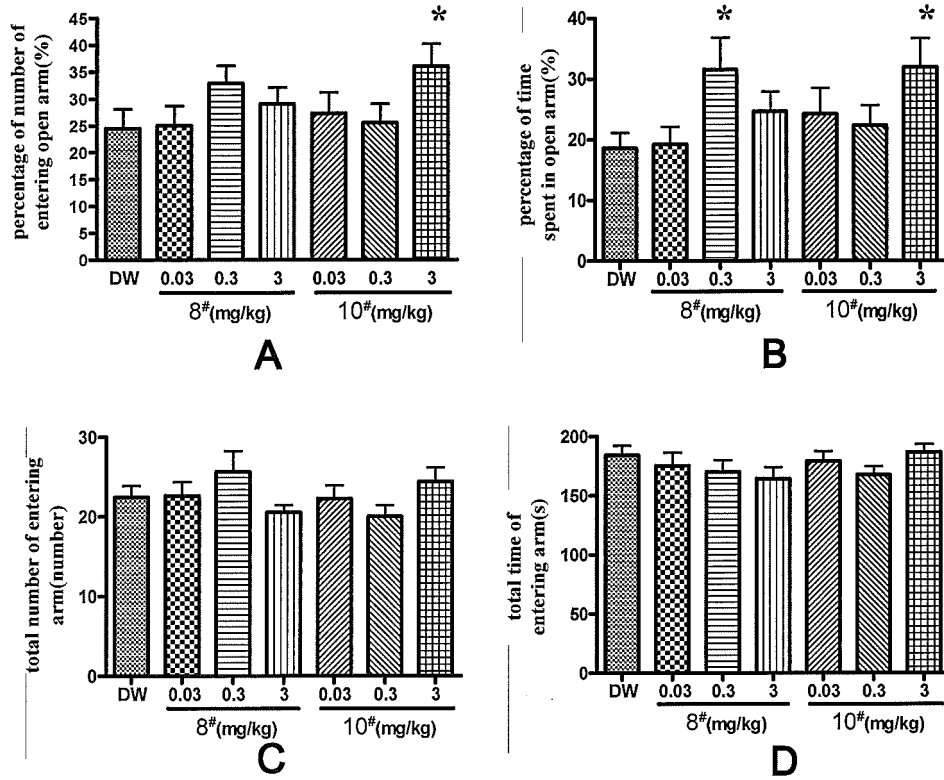 percentage of number of
entering open arm(%)
45
40
35
30
25
20
15
10
5
0
*
DW 0.03 0.3 3 0.03 0.3 3
8#(mg/kg) 10#(mg/kg)
A
percentage of time
spent in open arm(%)
40
30
20
10
0
* *
DW 0.03 0.3 3 0.03 0.3 3
8#(mg/kg) 10#(mg/kg)
B
total number of entering
arm(number)
30
20
10
0
DW 0.03 0.3 3 0.03 0.3 3
8#(mg/kg) 10#(mg/kg)
C
total time of
entering arm(s)
200
150
100
50
0
DW 0.03 0.3 3 0.03 0.3 3
8#(mg/kg) 10#(mg/kg)
D